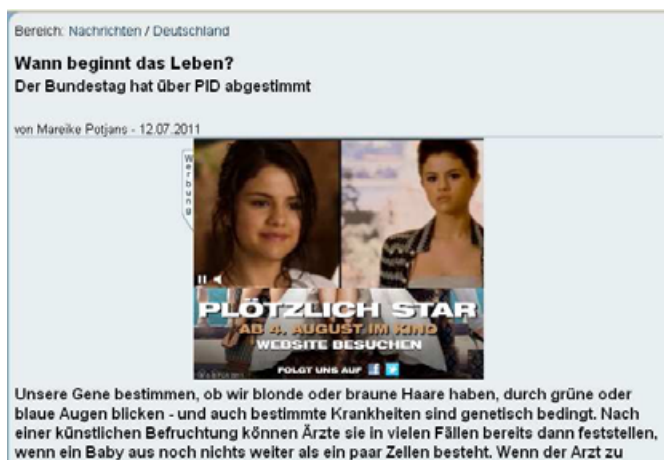 Bereich: Nachrichten / Deutschland
Wann beginnt das Leben?
Der Bundestag hat über PID abgestimmt
von Mareike Potjans - 12.07.2011
Werbung
PLÖTZLICH STAR
AB 4. AUGUST IM KINO
WEBSITE BESUCHEN
FOLGT UNS AUF
Unsere Gene bestimmen, ob wir blonde oder braune Haare haben, durch grüne oder
blaue Augen blicken - und auch bestimmte Krankheiten sind genetisch bedingt. Nach
einer künstlichen Befruchtung können Ärzte sie in vielen Fällen bereits dann feststellen,
wenn ein Baby aus noch nichts weiter als ein paar Zellen besteht. Wenn der Arzt zu